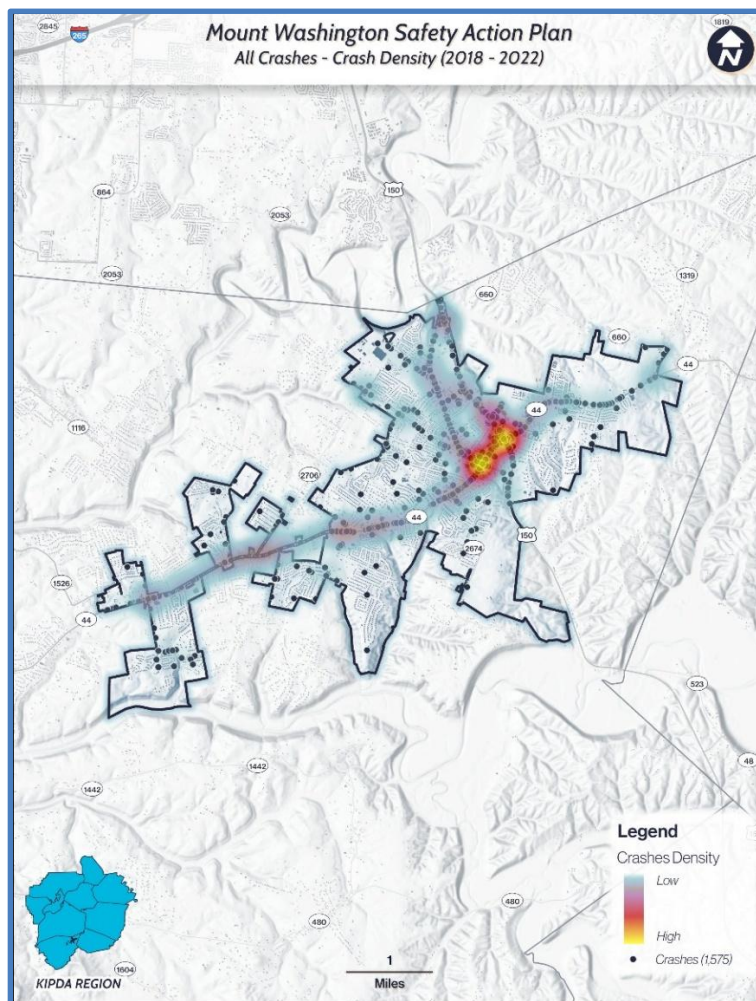 2845
265
Mount Washington Safety Action Plan
All Crashes - Crash Density (2018 - 2022)
1819
N
864
150
2053
2053
1319
660
660
44
44
1116
2706
44
150
2674
1526
44
523
48
1442
1442
480
480
1604
Legend
Crashes Density
Low
High
Crashes (1,575)
KIPDA REGION
1
Miles